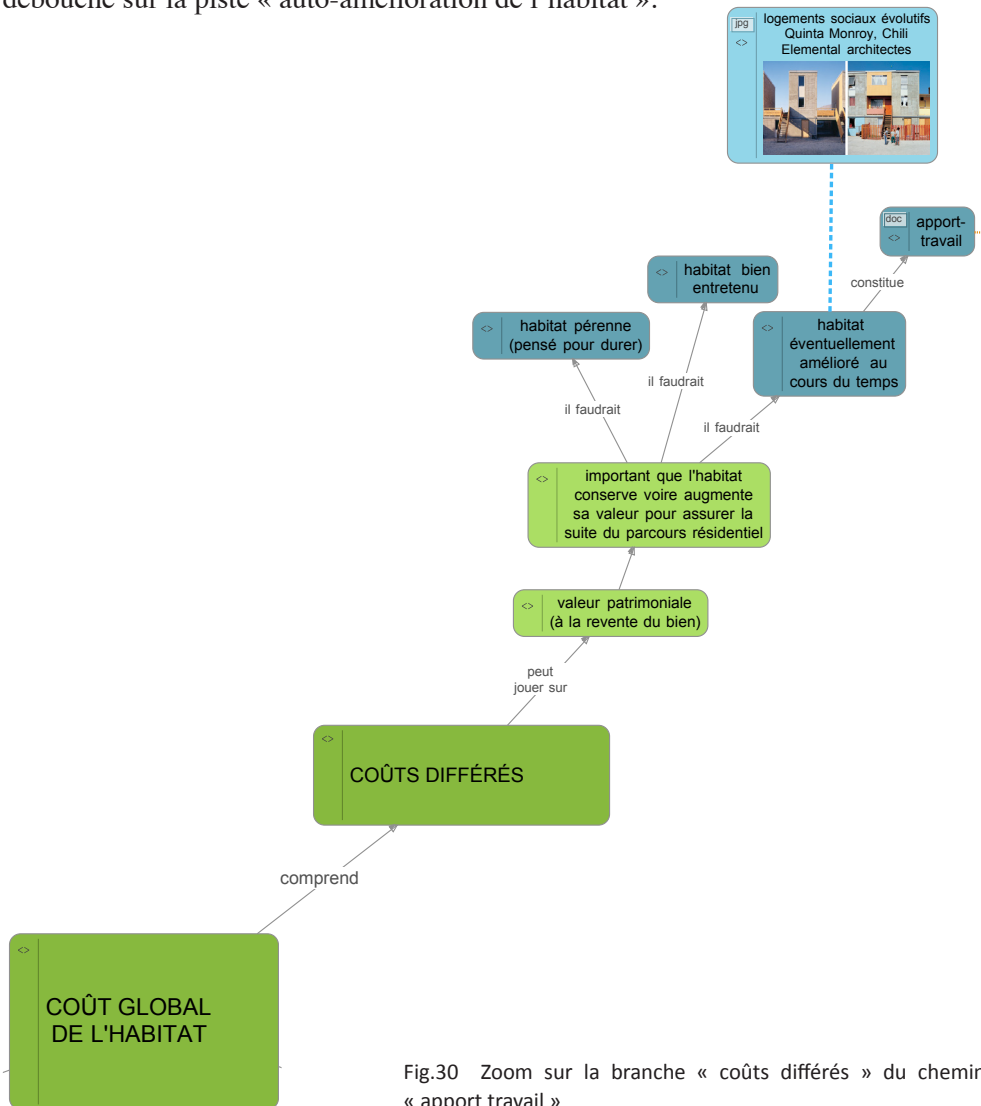 débouche sur la piste « auto-amélioration de l'habitat ».
jpg
<>
logements sociaux évolutifs
Quinta Monroy, Chili
Elemental architectes
doc
<>
apport-
travail
...
constitue
<>
habitat bien
entretenu
<>
habitat pérenne
(pensé pour durer)
<>
habitat
éventuellement
amélioré au
cours du temps
il faudrait
il faudrait
il faudrait
<>
important que l'habitat
conserve voire augmente
sa valeur pour assurer la
suite du parcours résidentiel
<>
valeur patrimoniale
(à la revente du bien)
peut
jouer sur
<>
COÛTS DIFFÉRÉS
comprend
<>
COÛT GLOBAL
DE L'HABITAT
Fig.30 Zoom sur la branche « coûts différés » du chemin
« apport travail »